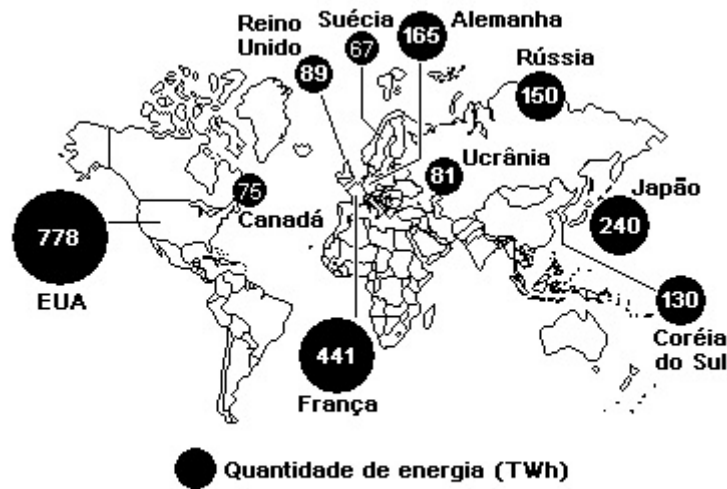 Reino
Unido
89
Suécia
67
165
Alemanha
Rússia
150
Ucrânia
81
Japão
240
75
Canadá
778
EUA
130
Coréia
do Sul
441
França
Quantidade de energia (TWh)